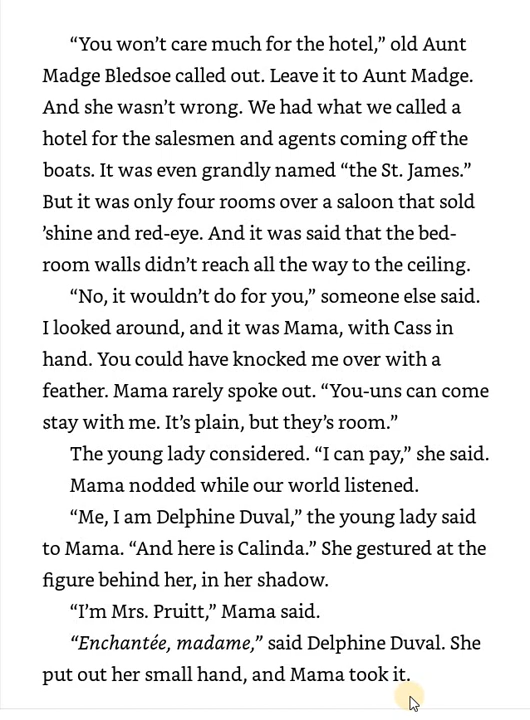 “You won’t care much for the hotel,” old Aunt
Madge Bledsoe called out. Leave it to Aunt Madge.
And she wasn’t wrong. We had what we called a
hotel for the salesmen and agents coming off the
boats. It was even grandly named “the St. James.”
But it was only four rooms over a saloon that sold
’shine and red-eye. And it was said that the bed-
room walls didn’t reach all the way to the ceiling.
“No, it wouldn’t do for you,” someone else said.
I looked around, and it was Mama, with Cass in
hand. You could have knocked me over with a
feather. Mama rarely spoke out. “You-uns can come
stay with me. It’s plain, but they’s room.”
The young lady considered. “I can pay,” she said.
Mama nodded while our world listened.
“Me, I am Delphine Duval,” the young lady said
to Mama. “And here is Calinda.” She gestured at the
figure behind her, in her shadow.
“I’m Mrs. Pruitt,” Mama said.
“Enchantée, madame,” said Delphine Duval. She
put out her small hand, and Mama took it.